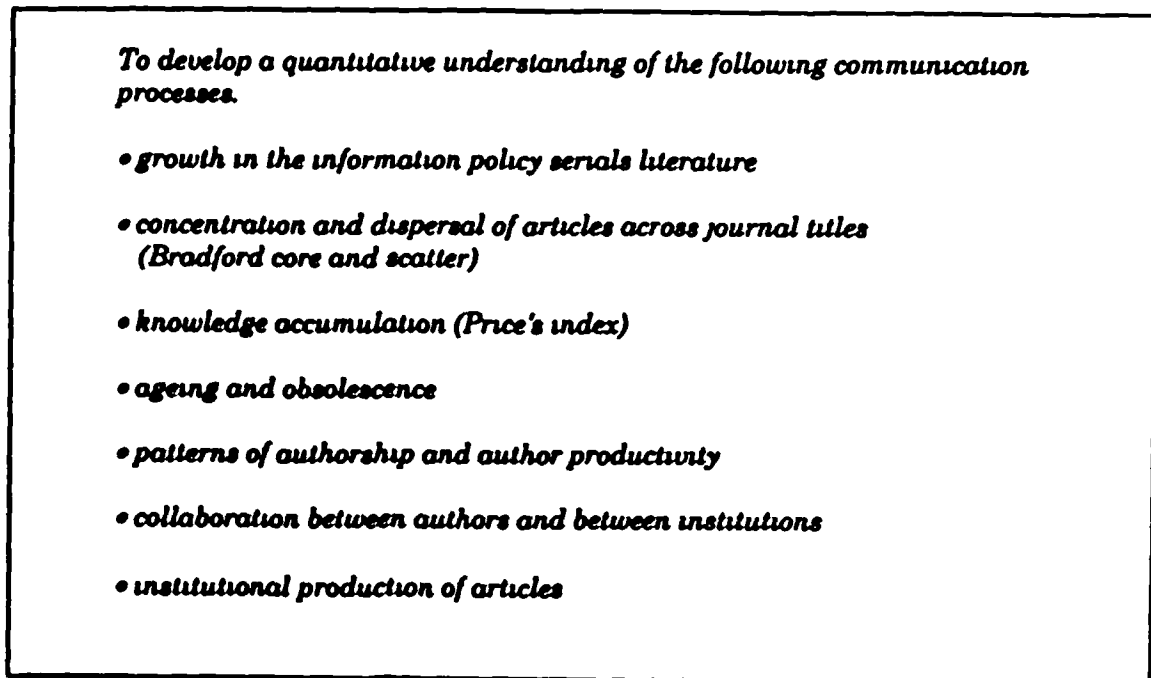 To develop a quantitative understanding of the following communication
processes.
• growth in the information policy serials literature
• concentration and dispersal of articles across journal titles
(Bradford core and scatter)
• knowledge accumulation (Price's index)
• ageing and obsolescence
• patterns of authorship and author productivity
• collaboration between authors and between institutions
• institutional production of articles